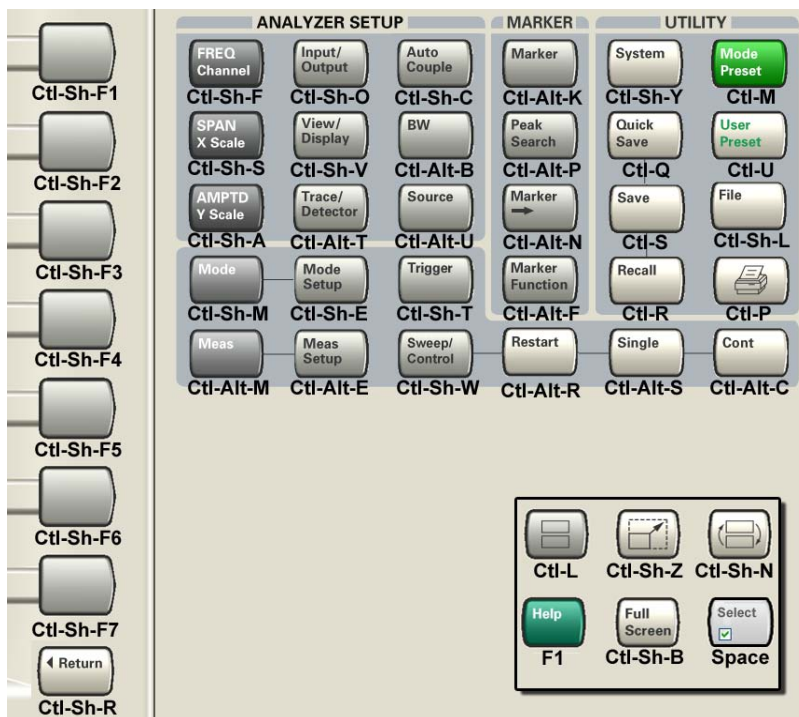 ANALYZER SETUP MARKER UTILITY
Ctl-Sh-F1
Ctl-Sh-F2
Ctl-Sh-F3
Ctl-Sh-F4
Ctl-Sh-F5
Ctl-Sh-F6
Ctl-Sh-F7
Return
Ctl-Sh-R
FREQ
Channel
Ctl-Sh-F
Input/
Output
Ctl-Sh-O
Auto
Couple
Ctl-Sh-C
Marker
Ctl-Alt-K
System
Ctl-Sh-Y
Mode
Preset
Ctl-M
SPAN
X Scale
Ctl-Sh-S
View/
Display
Ctl-Sh-V
BW
Ctl-Alt-B
Peak
Search
Ctl-Alt-P
Quick
Save
Ctl-Q
User
Preset
Ctl-U
AMPTD
Y Scale
Ctl-Sh-A
Trace/
Detector
Ctl-Alt-T
Source
Ctl-Alt-U
Marker
Ctl-Alt-N
Save
Ctl-S
File
Ctl-Sh-L
Mode
Ctl-Sh-M
Mode
Setup
Ctl-Sh-E
Trigger
Ctl-Sh-T
Marker
Function
Ctl-Alt-F
Recall
Ctl-R
Ctl-P
Meas
Ctl-Alt-M
Meas
Setup
Ctl-Alt-E
Sweep/
Control
Ctl-Sh-W
Restart
Ctl-Alt-R
Single
Ctl-Alt-S
Cont
Ctl-Alt-C
Ctl-L
Ctl-Sh-Z
Ctl-Sh-N
Help
F1
Full
Screen
Ctl-Sh-B
Select
Space